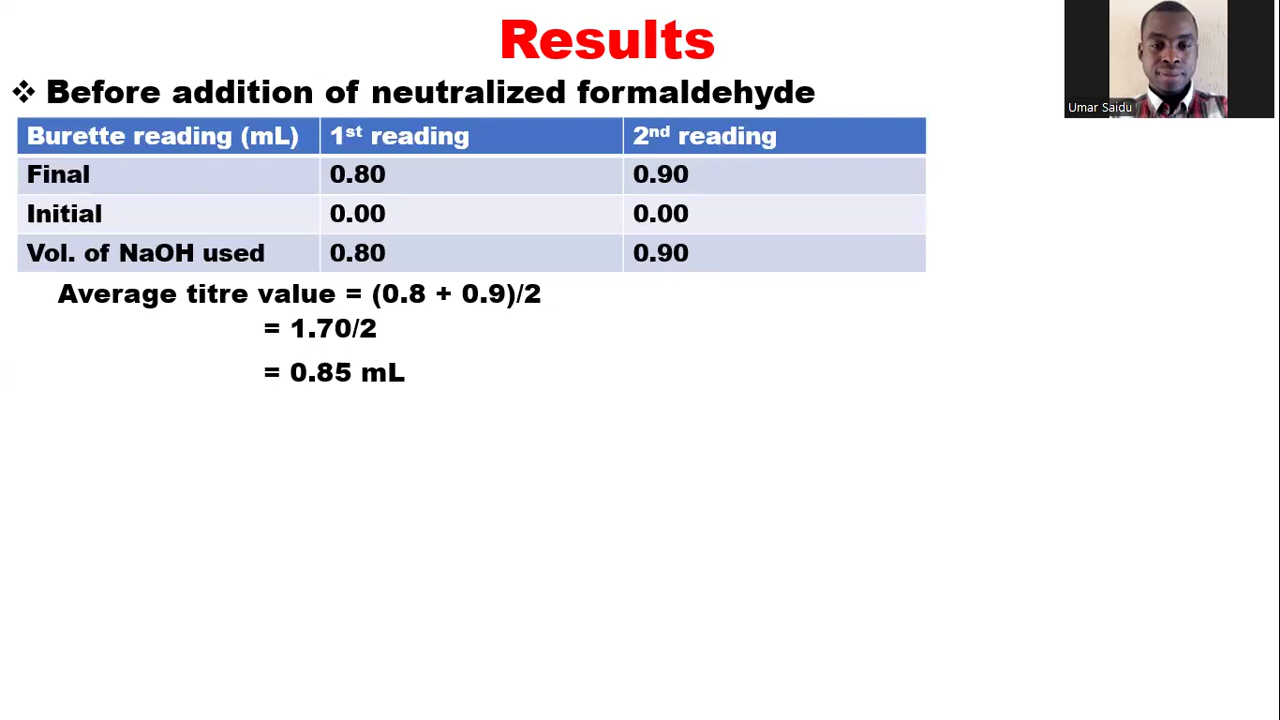 Results
Umar Saidu
❖ Before addition of neutralized formaldehyde
Burette reading (mL) 1st reading 2nd reading
Final 0.80 0.90
Initial 0.00 0.00
Vol. of NaOH used 0.80 0.90
Average titre value = (0.8 + 0.9)/2
= 1.70/2
= 0.85 mL